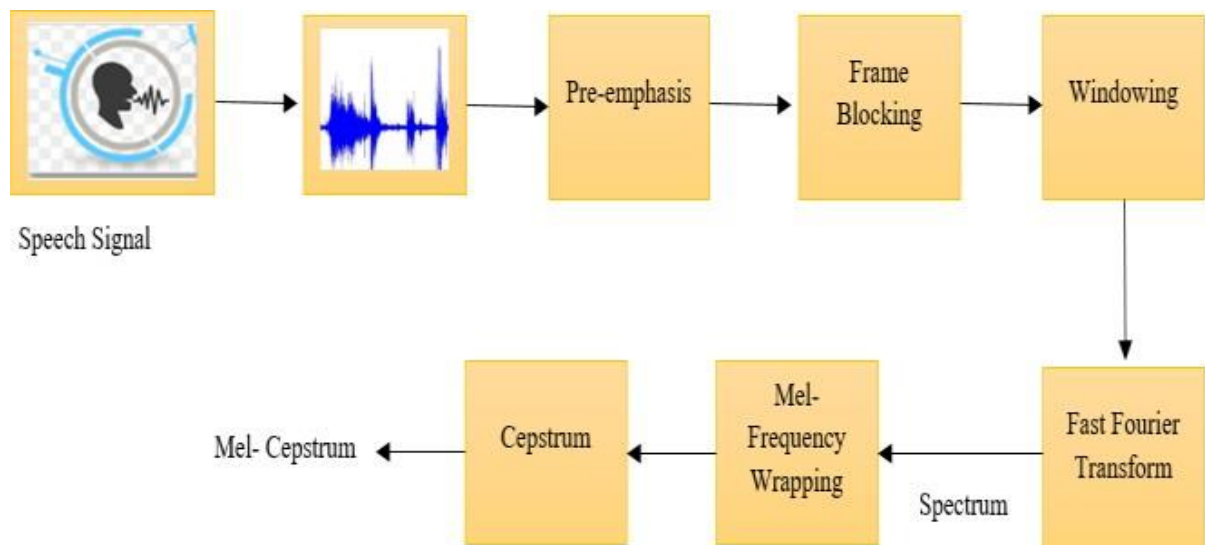 Pre-emphasis
Frame
Blocking
Windowing
Speech Signal
Mel- Cepstrum
Cepstrum
Mel-
Frequency
Wrapping
Spectrum
Fast Fourier
Transform